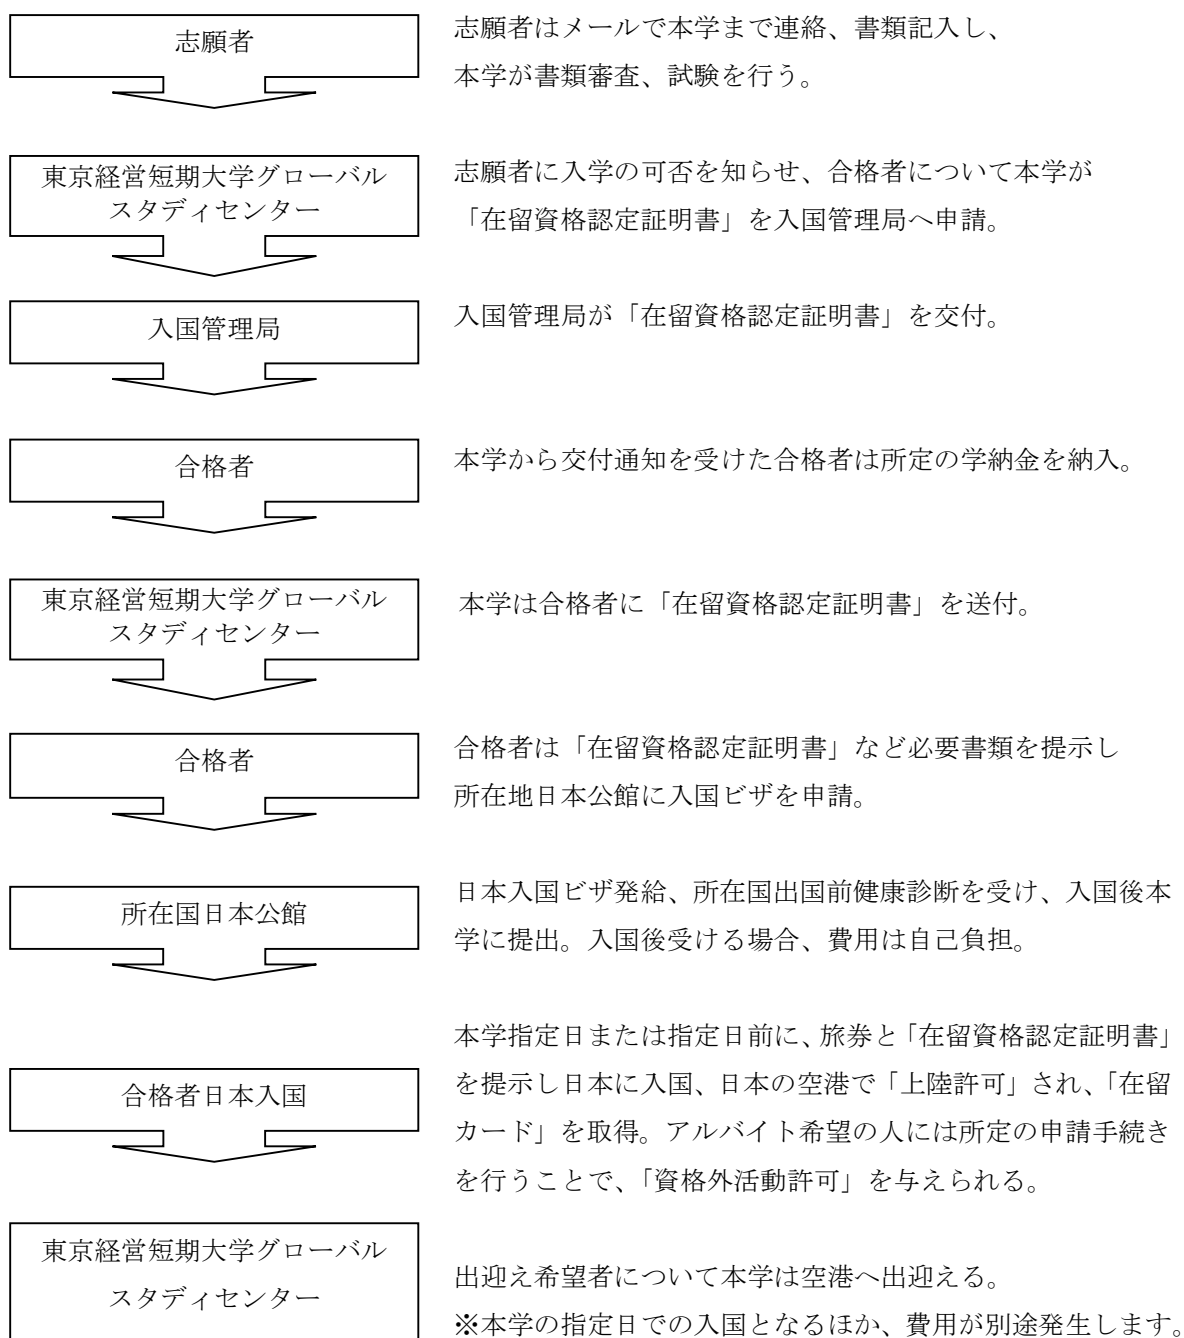 志願者
志願者はメールで本学まで連絡、書類記入し、
本学が書類審査、試験を行う。
東京経営短期大学グローバル
スタディセンター
志願者に入学の可否を知らせ、合格者について本学が
「在留資格認定証明書」を入国管理局へ申請。
入国管理局
入国管理局が「在留資格認定証明書」を交付。
合格者
本学から交付通知を受けた合格者は所定の学納金を納入。
東京経営短期大学グローバル
スタディセンター
本学は合格者に「在留資格認定証明書」を送付。
合格者
合格者は「在留資格認定証明書」など必要書類を提示し
所在地日本公館に入国ビザを申請。
所在国日本公館
日本入国ビザ発給、所在国出国前健康診断を受け、入国後本
学に提出。入国後受ける場合、費用は自己負担。
合格者日本入国
本学指定日または指定日前に、旅券と「在留資格認定証明書」
を提示し日本に入国、日本の空港で「上陸許可」され、「在留
カード」を取得。アルバイト希望の人には所定の申請手続き
を行うことで、「資格外活動許可」を与えられる。
東京経営短期大学グローバル
スタディセンター
出迎え希望者について本学は空港へ出迎える。
※本学の指定日での入国となるほか、費用が別途発生します。